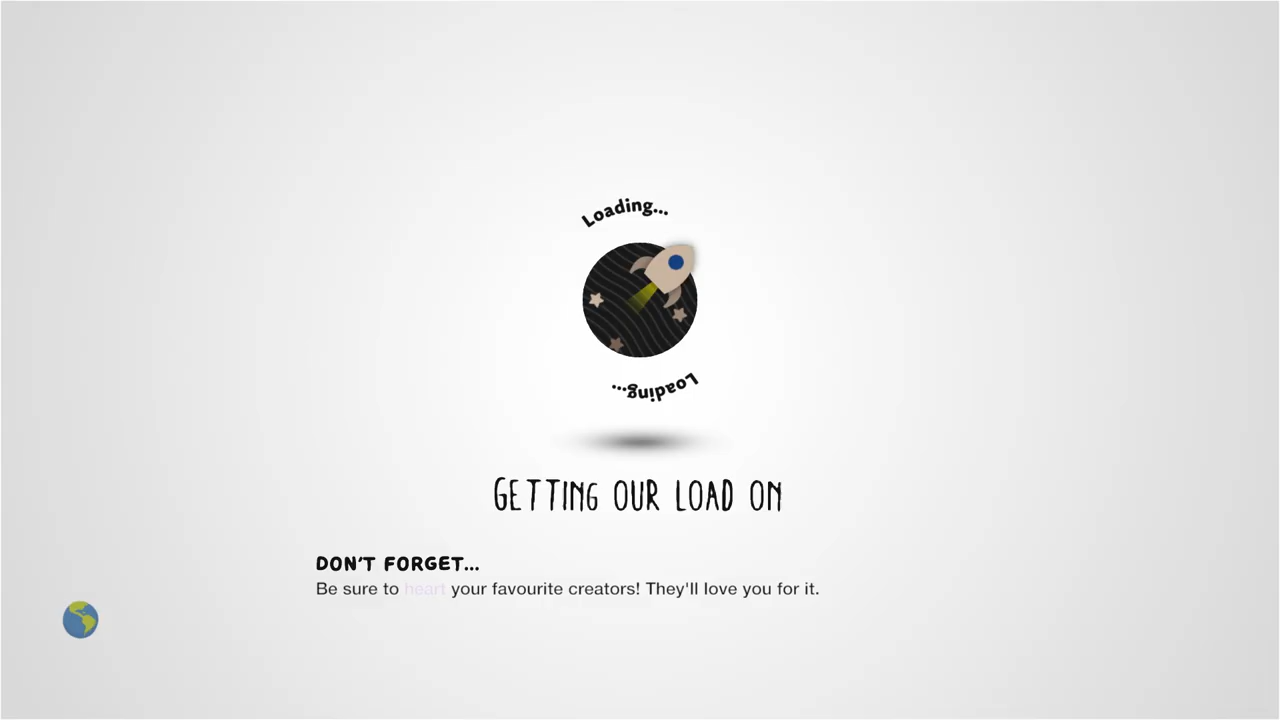 Loading...
Loading...
GETTING OUR LOAD ON
DON'T FORGET...
Be sure to heart your favourite creators! They'll love you for it.